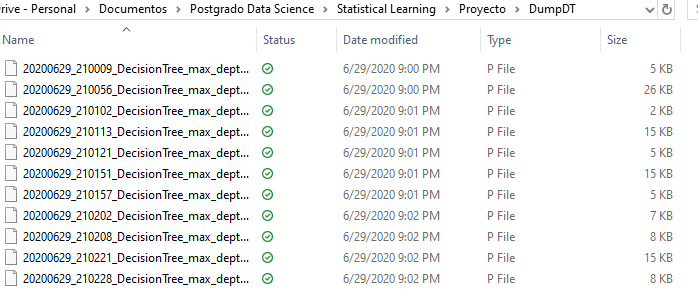 Drive - Personal > Documentos > Postgrado Data Science > Statistical Learning > Proyecto > DumpDT
Name Status Date modified Type Size
20200629_210009_DecisionTree_max_dept... 6/29/2020 9:00 PM P File 5 KB
20200629_210056_DecisionTree_max_dept... 6/29/2020 9:00 PM P File 26 KB
20200629_210102_DecisionTree_max_dept... 6/29/2020 9:01 PM P File 2 KB
20200629_210113_DecisionTree_max_dept... 6/29/2020 9:01 PM P File 15 KB
20200629_210121_DecisionTree_max_dept... 6/29/2020 9:01 PM P File 5 KB
20200629_210151_DecisionTree_max_dept... 6/29/2020 9:01 PM P File 15 KB
20200629_210157_DecisionTree_max_dept... 6/29/2020 9:01 PM P File 5 KB
20200629_210202_DecisionTree_max_dept... 6/29/2020 9:02 PM P File 7 KB
20200629_210208_DecisionTree_max_dept... 6/29/2020 9:02 PM P File 8 KB
20200629_210221_DecisionTree_max_dept... 6/29/2020 9:02 PM P File 15 KB
20200629_210228_DecisionTree_max_dept... 6/29/2020 9:02 PM P File 8 KB